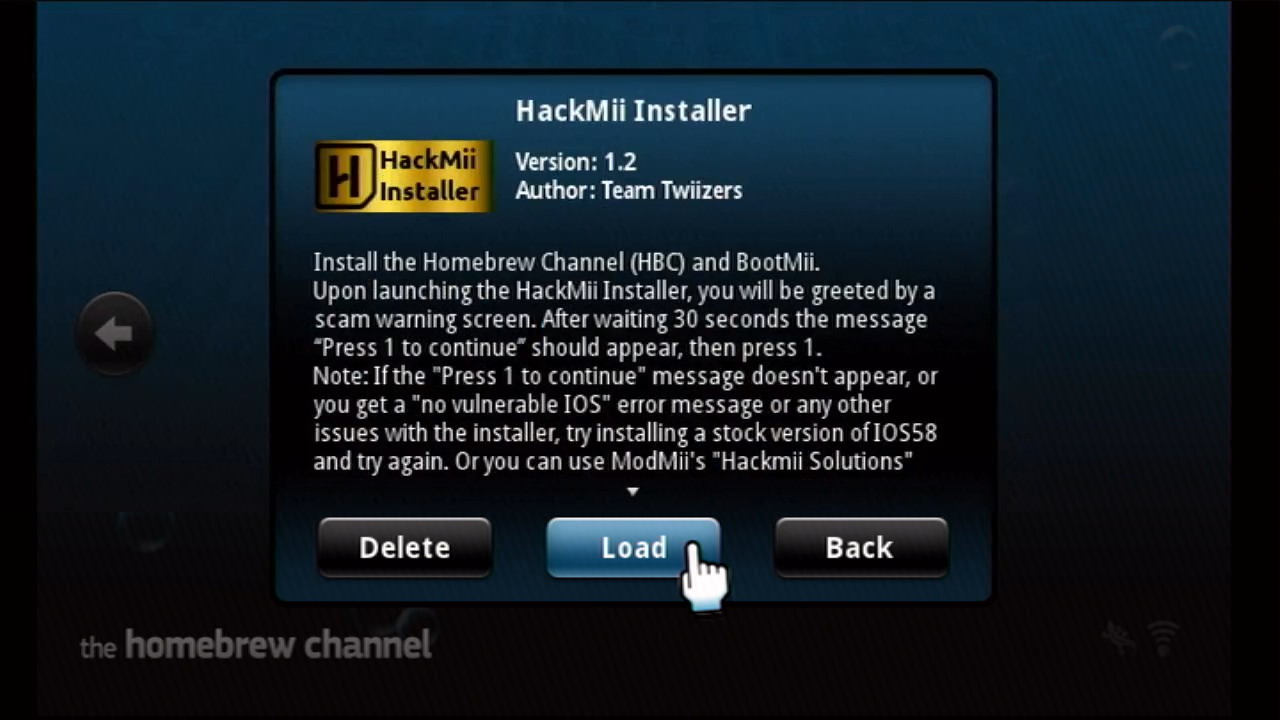 HackMii Installer
HackMii
Installer
Version: 1.2
Author: Team Twiizers
Install the Homebrew Channel (HBC) and BootMii.
Upon launching the HackMii Installer, you will be greeted by a
scam warning screen. After waiting 30 seconds the message
“Press 1 to continue” should appear, then press 1.
Note: If the "Press 1 to continue" message doesn't appear, or
you get a "no vulnerable IOS" error message or any other
issues with the installer, try installing a stock version of IOS58
and try again. Or you can use ModMii's "Hackmii Solutions"
Delete
Load
Back
the homebrew channel